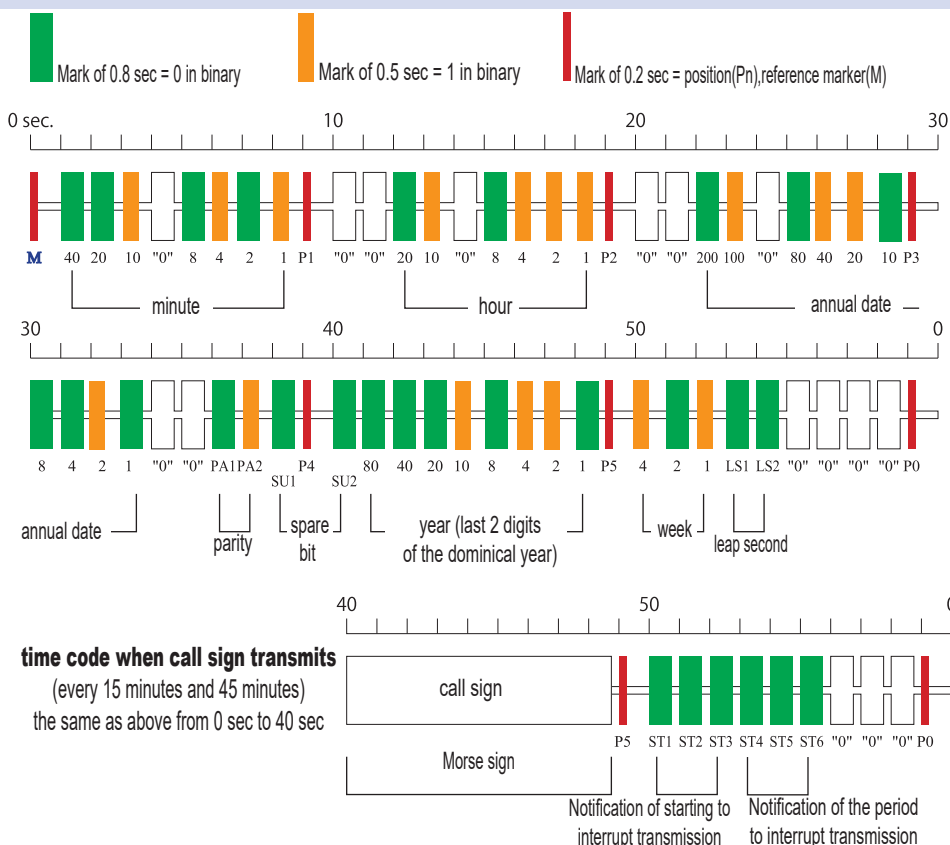 Mark of 0.8 sec = 0 in binary Mark of 0.5 sec = 1 in binary Mark of 0.2 sec = position(Pn),reference marker(M)
0 sec. 10 20 30
M 40 20 10 "0" 8 4 2 1 P1 "0" "0" 20 10 "0" 8 4 2 1 P2 "0" "0" 200 100 "0" 80 40 20 10 P3
minute hour annual date
30 40 50 0
8 4 2 1 "0" "0" PA1 PA2 SU1 P4 SU2 80 40 20 10 8 4 2 1 P5 4 2 1 LS1 LS2 "0" "0" "0" "0" P0
annual date parity spare year (last 2 digits week leap second
bit of the dominical year)
40 50 0
time code when call sign transmits
(every 15 minutes and 45 minutes)
the same as above from 0 sec to 40 sec
call sign
P5 ST1 ST2 ST3 ST4 ST5 ST6 "0" "0" "0" P0
Morse sign
Notification of starting to Notification of the period
interrupt transmission to interrupt transmission